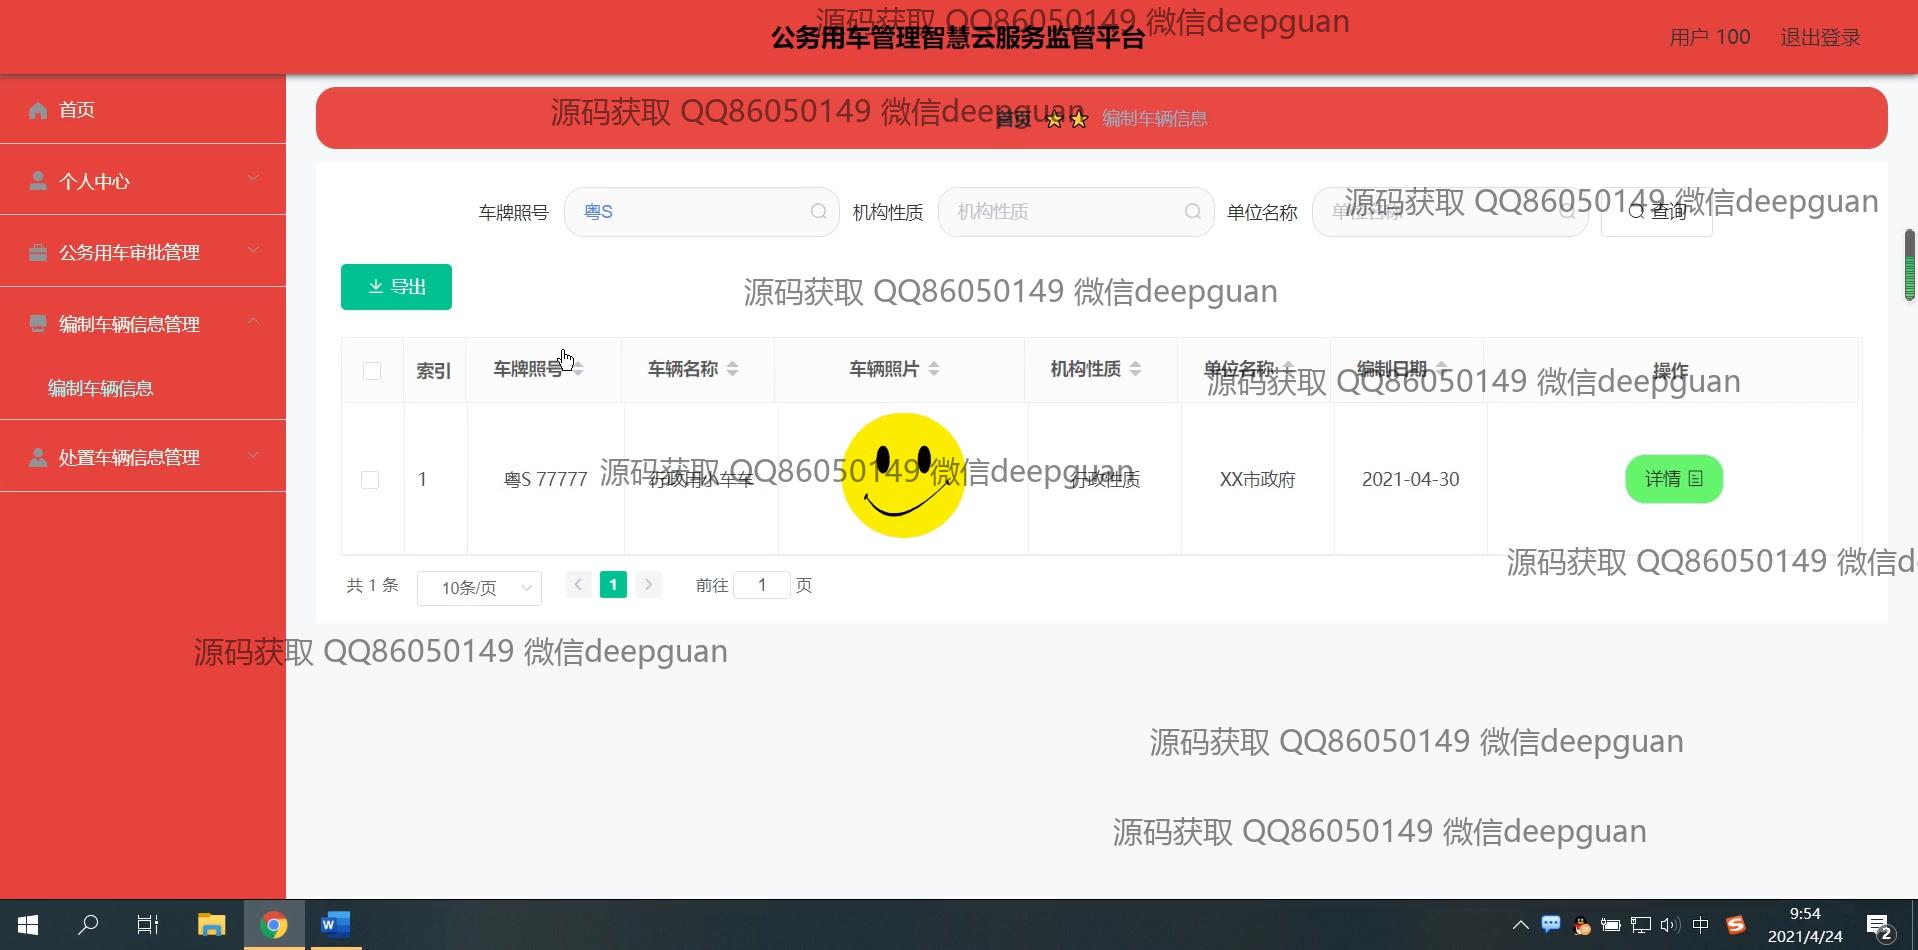 源码获取 QQ86050149 微信deepguan
公务用车管理智慧云服务监管平台
用户 100 退出登录
首页
个人中心
公务用车审批管理
编制车辆信息管理
编制车辆信息
处置车辆信息管理
源码获取 QQ86050149 微信deepguan
首页 编制车辆信息
车牌照号 粤S 机构性质 机构性质 单位名称 单位名称 查询
源码获取 QQ86050149 微信deepguan
导出
源码获取 QQ86050149 微信deepguan
索引 车牌照号 车辆名称 车辆照片 机构性质 单位名称 编制日期 操作
源码获取 QQ86050149 微信deepguan
1 粤S 77777 行政用小车车 行政性质 XX市政府 2021-04-30 详情
源码获取 QQ86050149 微信deepguan
源码获取 QQ86050149 微信d
共 1 条 10条/页 1 前往 1 页
源码获取 QQ86050149 微信deepguan
源码获取 QQ86050149 微信deepguan
源码获取 QQ86050149 微信deepguan
中 9:54
2021/4/24
2